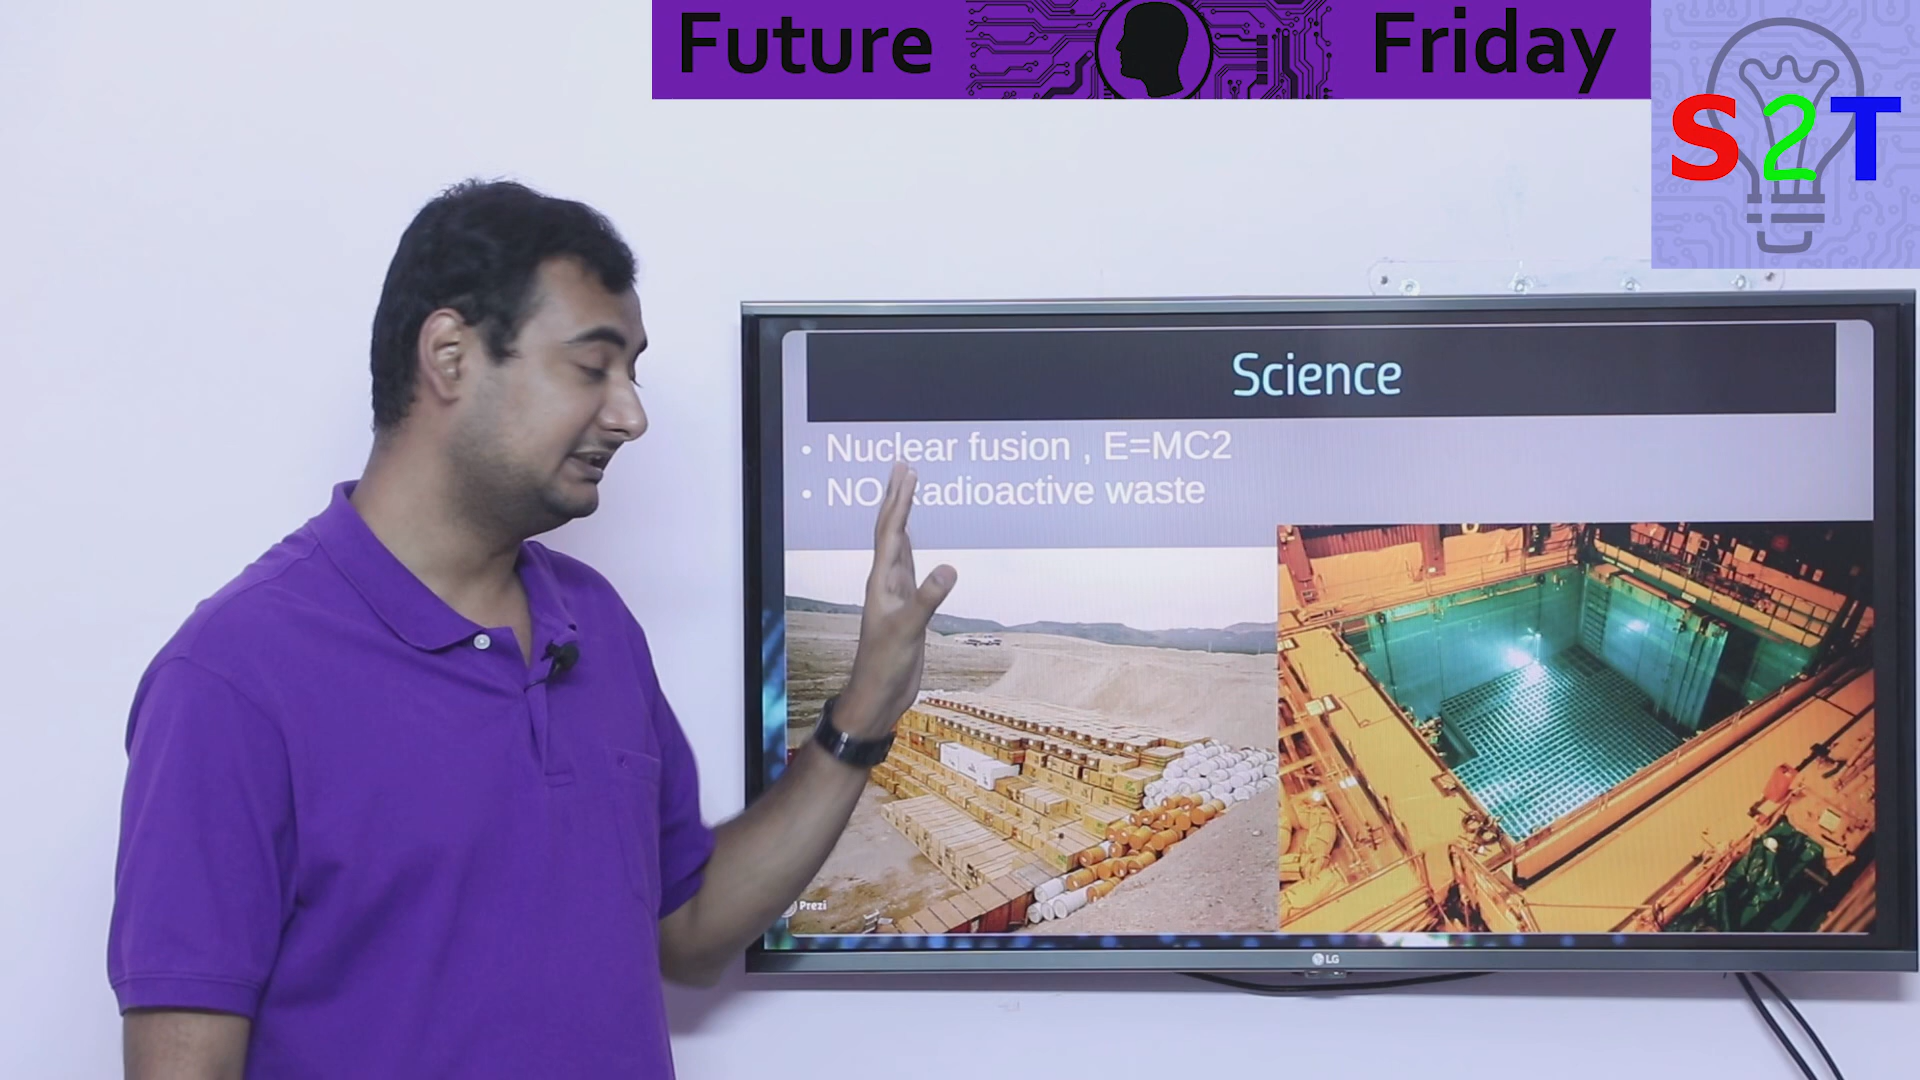 Future Friday
S2T
Science
• Nuclear fusion , E=MC2
• NO Radioactive waste
Prezi
LG